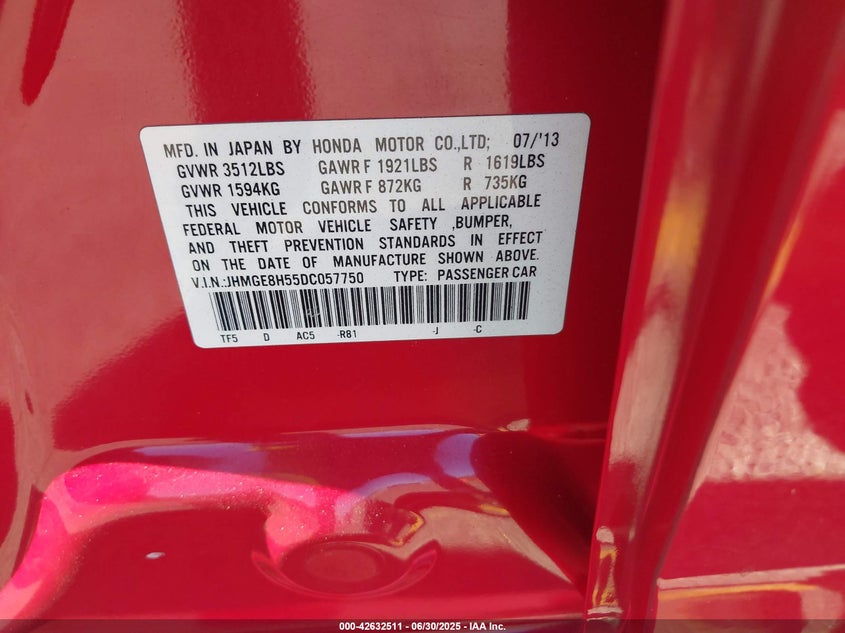 MFD. IN JAPAN BY HONDA MOTOR CO.,LTD; 07/'13
GVWR 3512LBS GAWR F 1921LBS R 1619LBS
GVWR 1594KG GAWR F 872KG R 735KG
THIS VEHICLE CONFORMS TO ALL APPLICABLE
FEDERAL MOTOR VEHICLE SAFETY ,BUMPER,
AND THEFT PREVENTION STANDARDS IN EFFECT
ON THE DATE OF MANUFACTURE SHOWN ABOVE.
V.I.N.:JHMGE8H55DC057750 TYPE: PASSENGER CAR
TF5 D AC5 -R81 -J -C
000-42632511 - 06/30/2025 - IAA Inc.